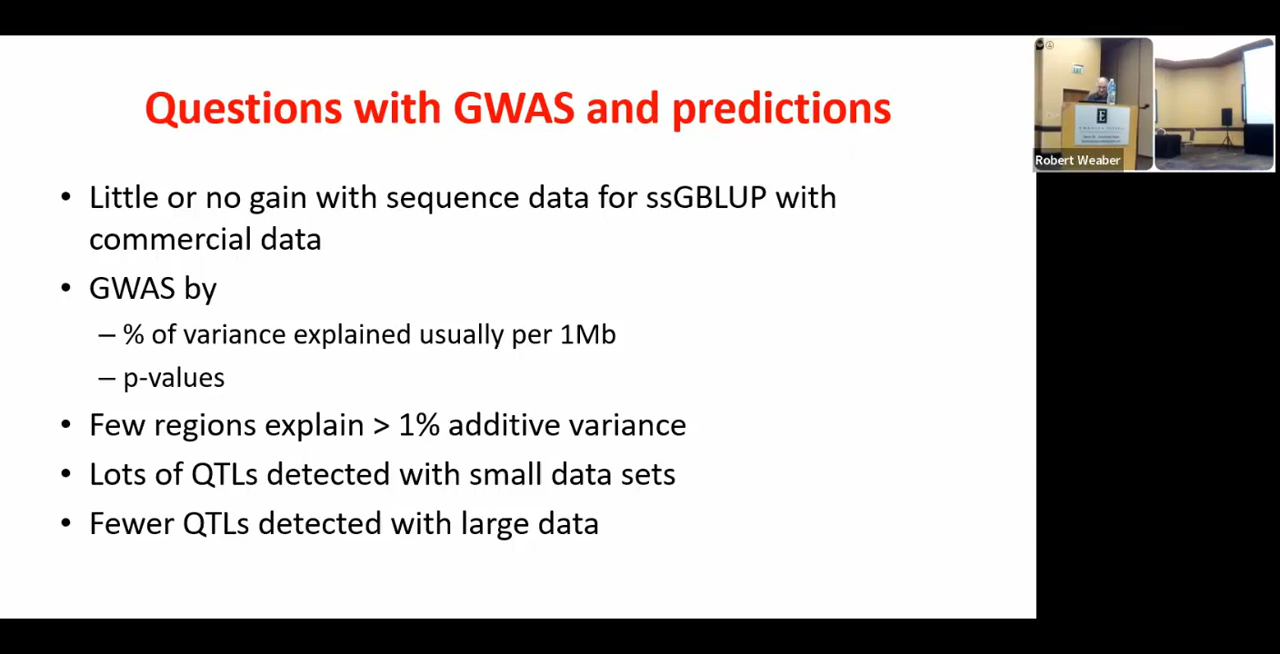 Questions with GWAS and predictions
• Little or no gain with sequence data for ssGBLUP with
commercial data
• GWAS by
– % of variance explained usually per 1Mb
– p-values
• Few regions explain > 1% additive variance
• Lots of QTLs detected with small data sets
• Fewer QTLs detected with large data
E
Robert Weaber